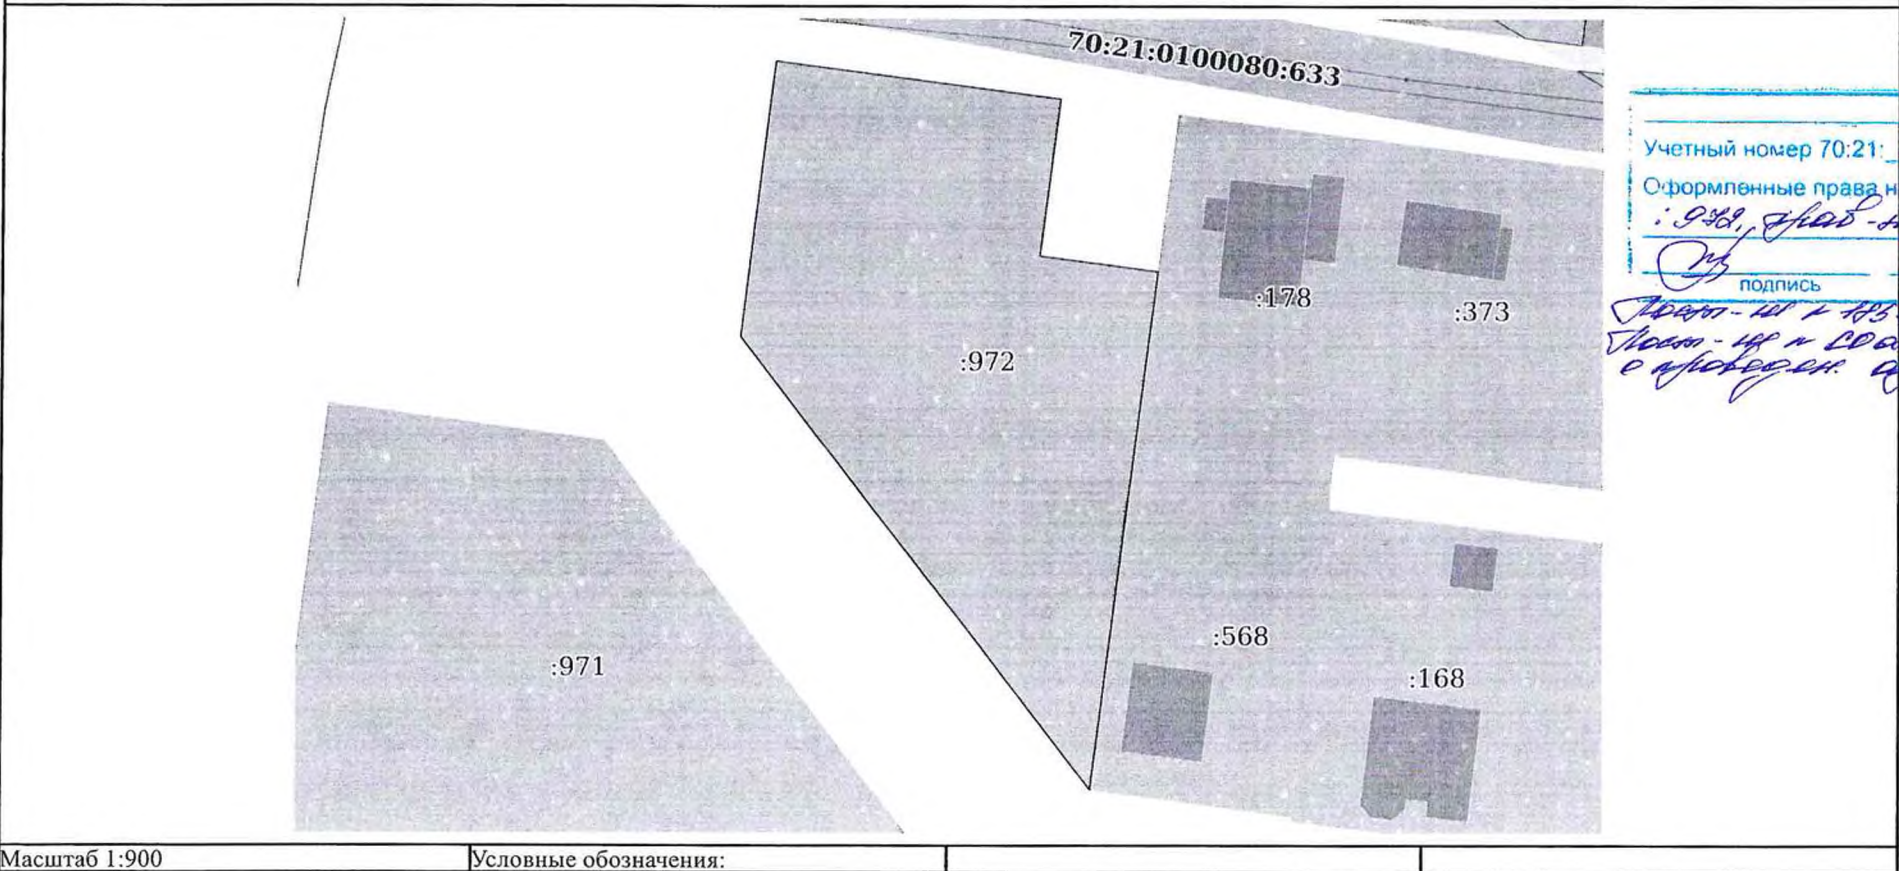 70:21:0100080:633
Учетный номер 70:21:
Оформленные права н
: 972,
подпись
:178
:373
:972
:568
:971
:168
Масштаб 1:900
Условные обозначения: